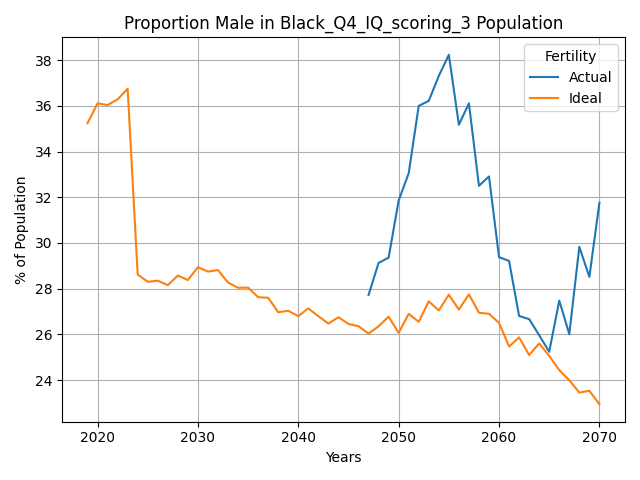 Proportion Male in Black_Q4_IQ_scoring_3 Population
Fertility
Actual
Ideal
% of Population
38
36
34
32
30
28
26
24
2020 2030 2040 2050 2060 2070
Years